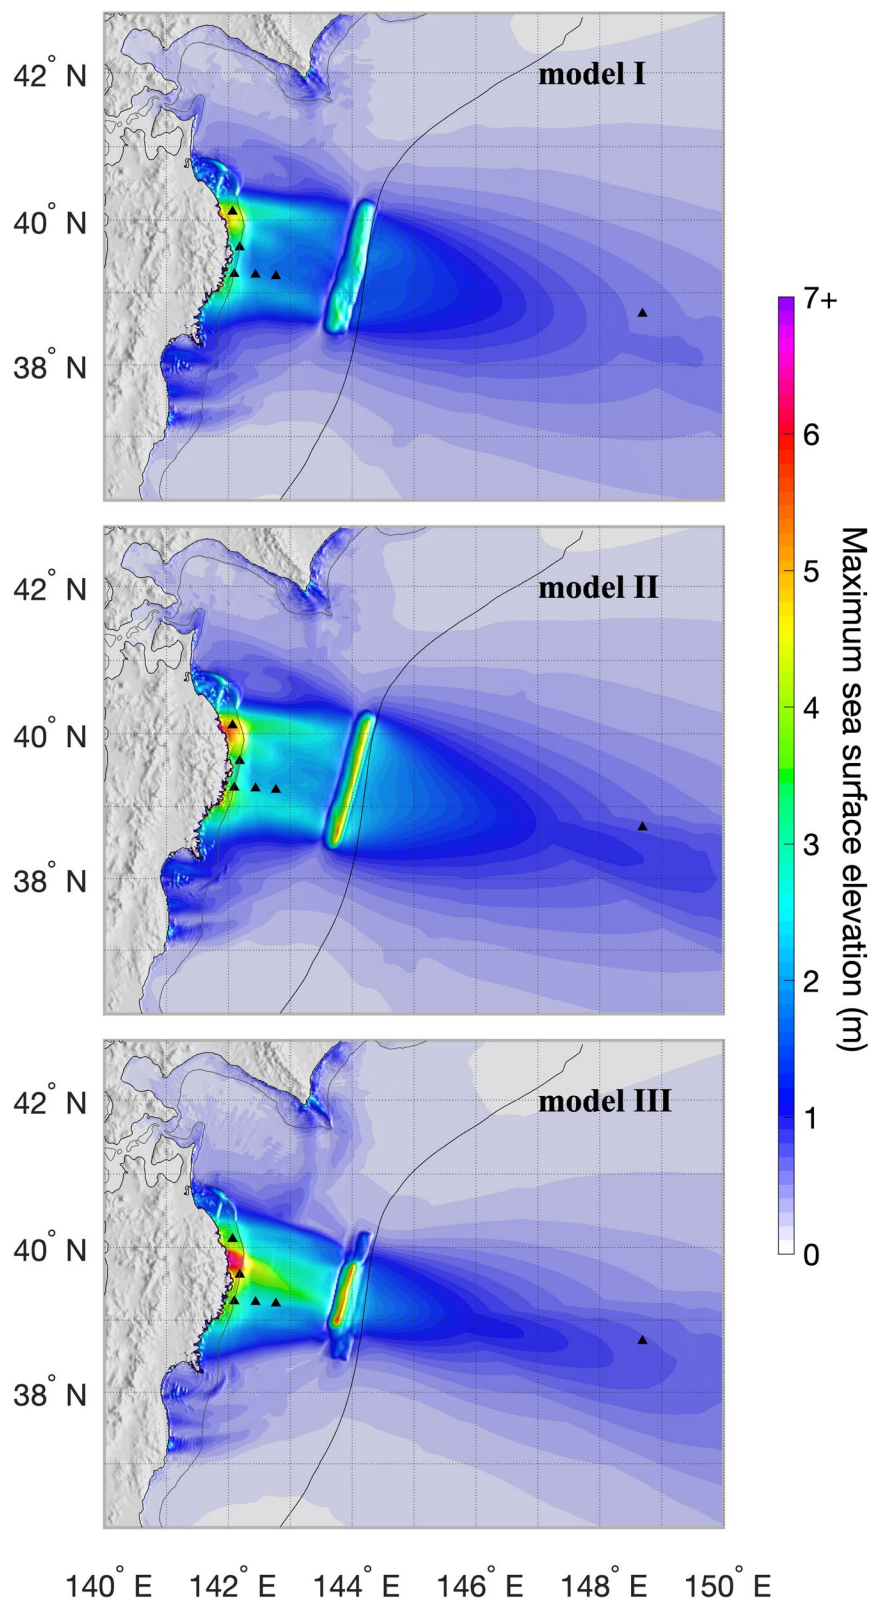 model I
42° N
40° N
38° N
model II
42° N
40° N
38° N
model III
42° N
40° N
38° N
140° E 142° E 144° E 146° E 148° E 150° E
7+
6
5
4
3
2
1
0
Maximum sea surface elevation (m)